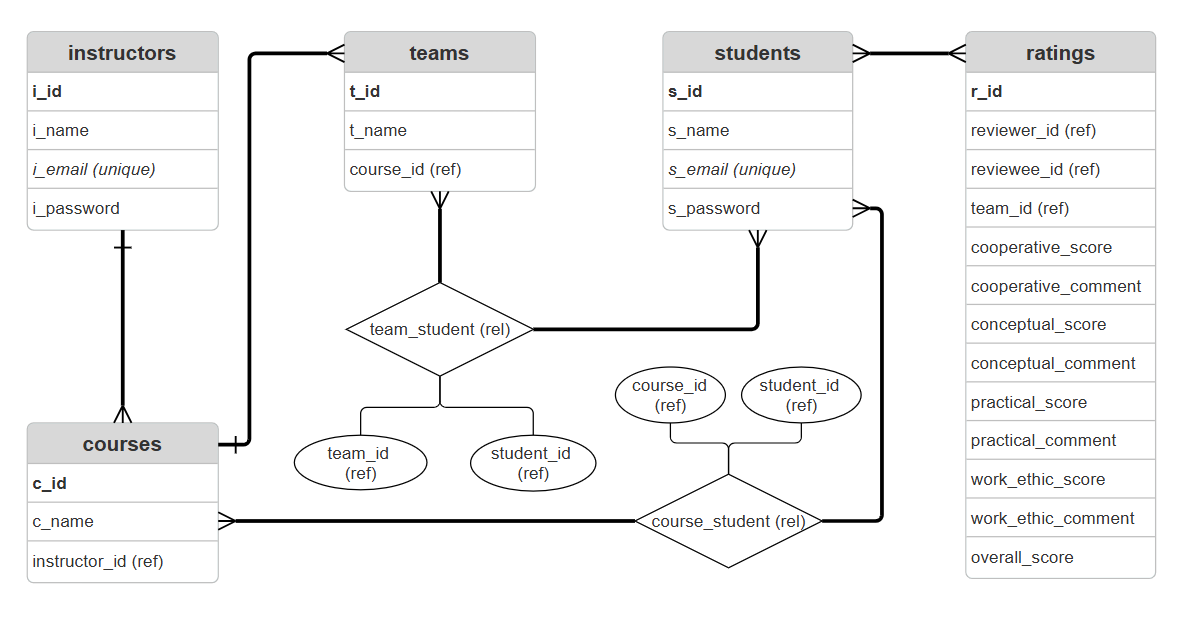 instructors
i_id
i_name
i_email (unique)
i_password
teams
t_id
t_name
course_id (ref)
students
s_id
s_name
s_email (unique)
s_password
ratings
r_id
reviewer_id (ref)
reviewee_id (ref)
team_id (ref)
cooperative_score
cooperative_comment
conceptual_score
conceptual_comment
practical_score
practical_comment
work_ethic_score
work_ethic_comment
overall_score
team_student (rel)
team_id
(ref)
student_id
(ref)
course_id
(ref)
student_id
(ref)
course_student (rel)
courses
c_id
c_name
instructor_id (ref)